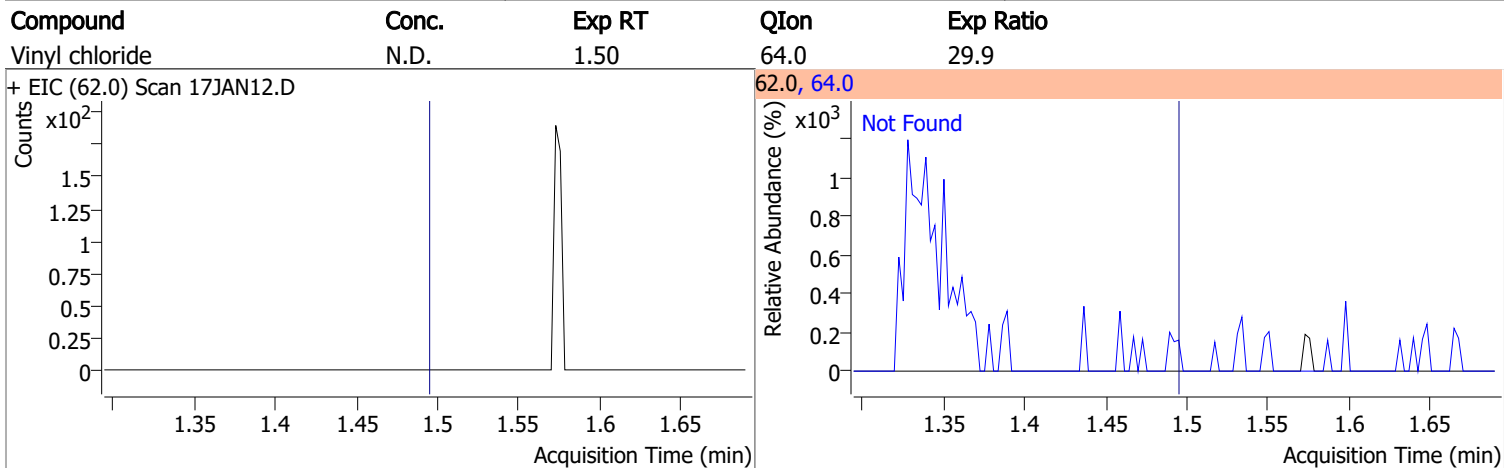 Compound Conc. Exp RT QIon Exp Ratio
Vinyl chloride N.D. 1.50 64.0 29.9
+ EIC (62.0) Scan 17JAN12.D
Counts
x10²
1.5
1.25
1
0.75
0.5
0.25
0
1.35 1.4 1.45 1.5 1.55 1.6 1.65
Acquisition Time (min)
62.0, 64.0
Relative Abundance (%)
x10³
Not Found
1
0.8
0.6
0.4
0.2
0
1.35 1.4 1.45 1.5 1.55 1.6 1.65
Acquisition Time (min)